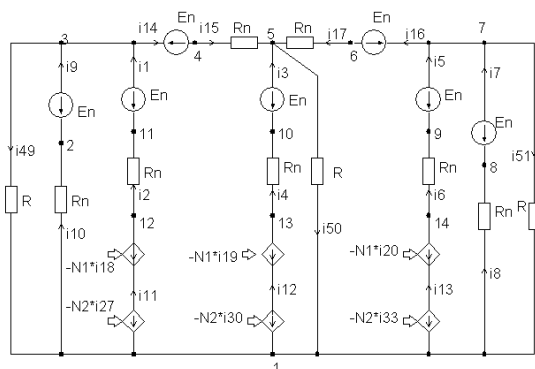 En
En
i14
i15
Rn
5
Rn
i17
i16
7
3
4
6
i9
i1
i3
i5
i7
En
En
En
En
En
2
11
10
9
8
i49
Rn
Rn
Rn
i51
R
Rn
i2
i4
R
i6
Rn
R
i10
12
13
i50
14
i8
-N1*i18
-N1*i19
-N1*i20
i11
i12
i13
-N2*i27
-N2*i30
-N2*i33
1